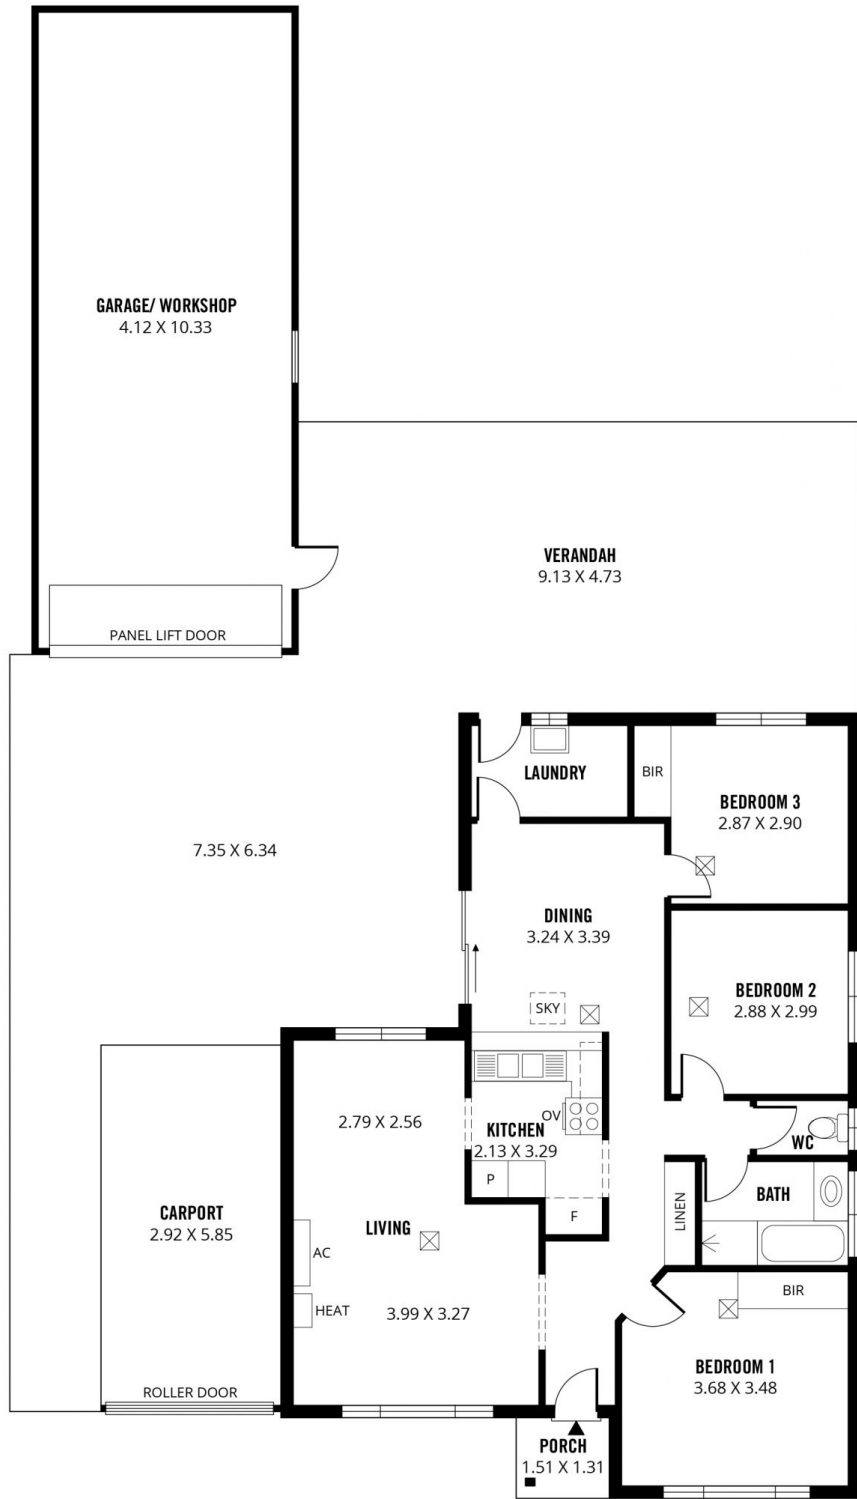 GARAGE/ WORKSHOP
4.12 X 10.33
VERANDAH
9.13 X 4.73
PANEL LIFT DOOR
LAUNDRY
BIR
BEDROOM 3
2.87 X 2.90
7.35 X 6.34
DINING
3.24 X 3.39
SKY
BEDROOM 2
2.88 X 2.99
2.79 X 2.56
OV
KITCHEN
2.13 X 3.29
WC
P
F
BATH
LINEN
CARPORT
2.92 X 5.85
LIVING
AC
HEAT
3.99 X 3.27
BIR
BEDROOM 1
3.68 X 3.48
ROLLER DOOR
PORCH
1.51 X 1.31